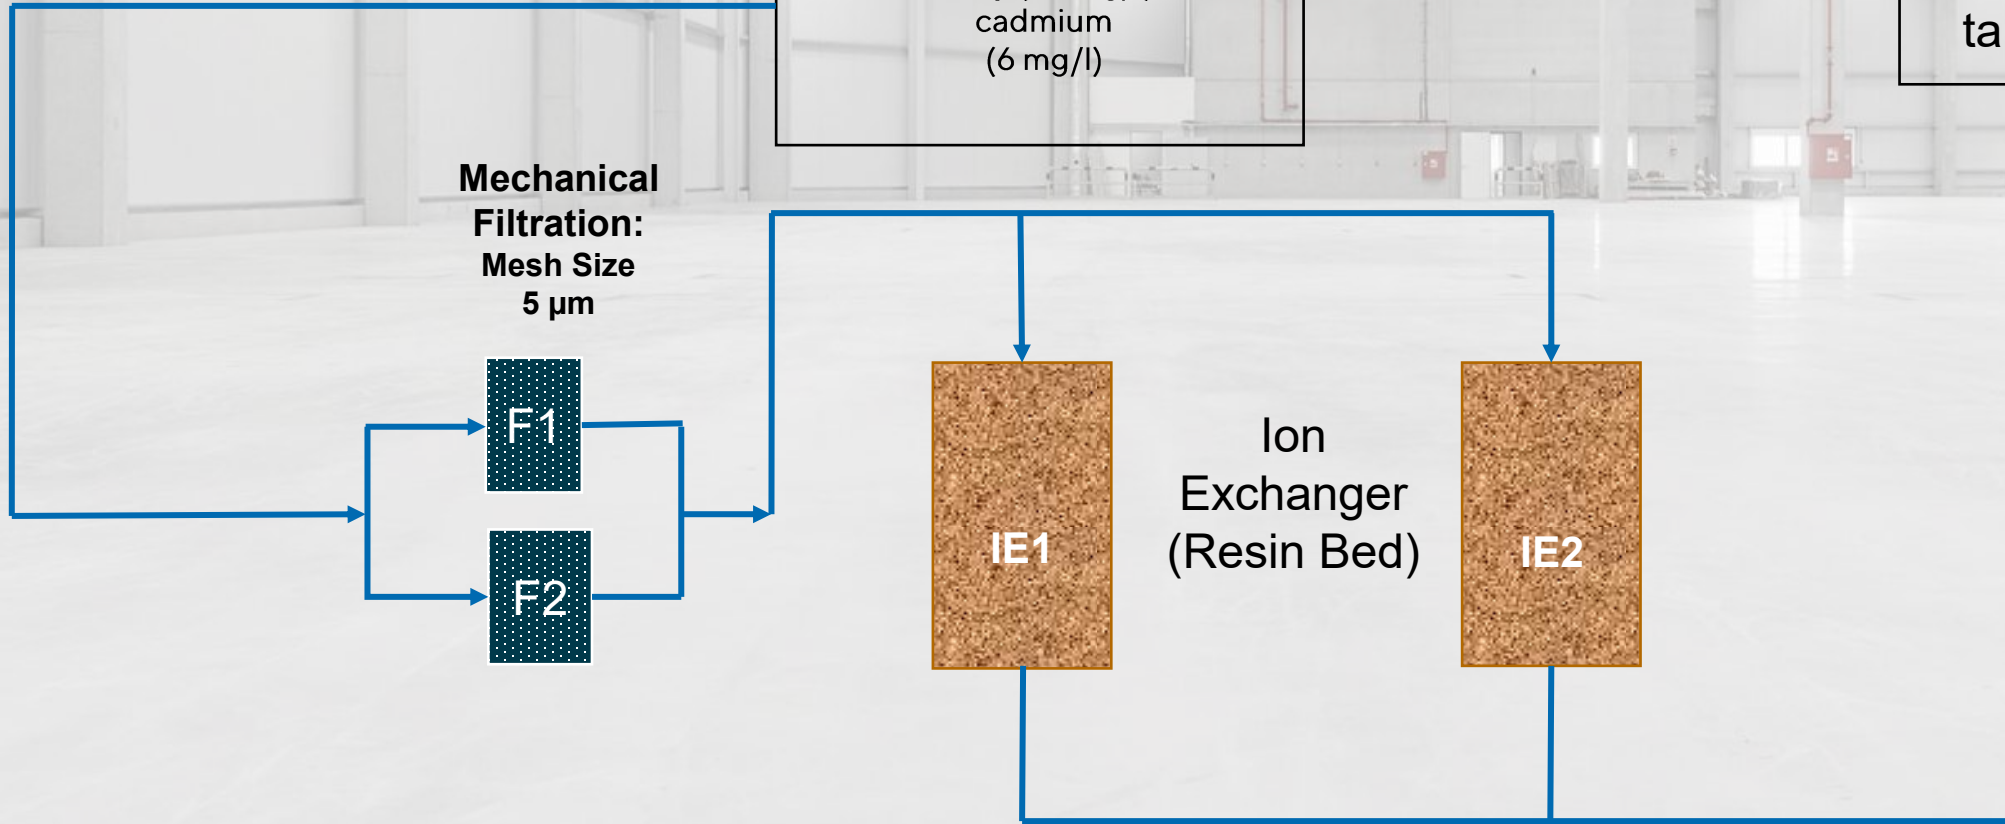 cadmium
(6 mg/l)
ta
Mechanical
Filtration:
Mesh Size
5 µm
F1
F2
IE1
Ion
Exchanger
(Resin Bed)
IE2